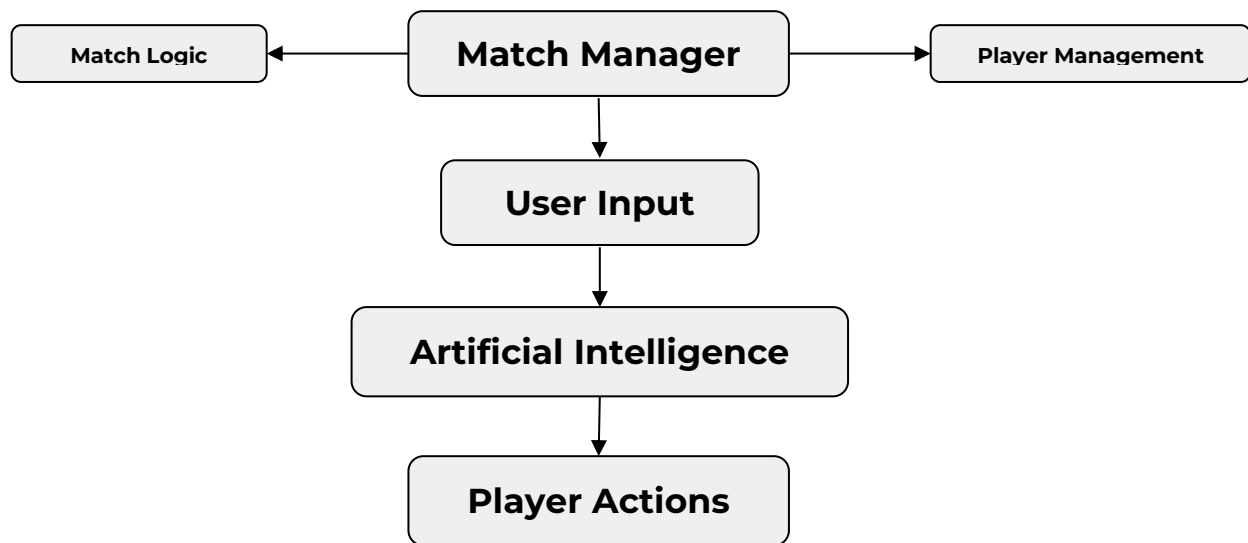 Match Logic
Match Manager
Player Management
User Input
Artificial Intelligence
Player Actions